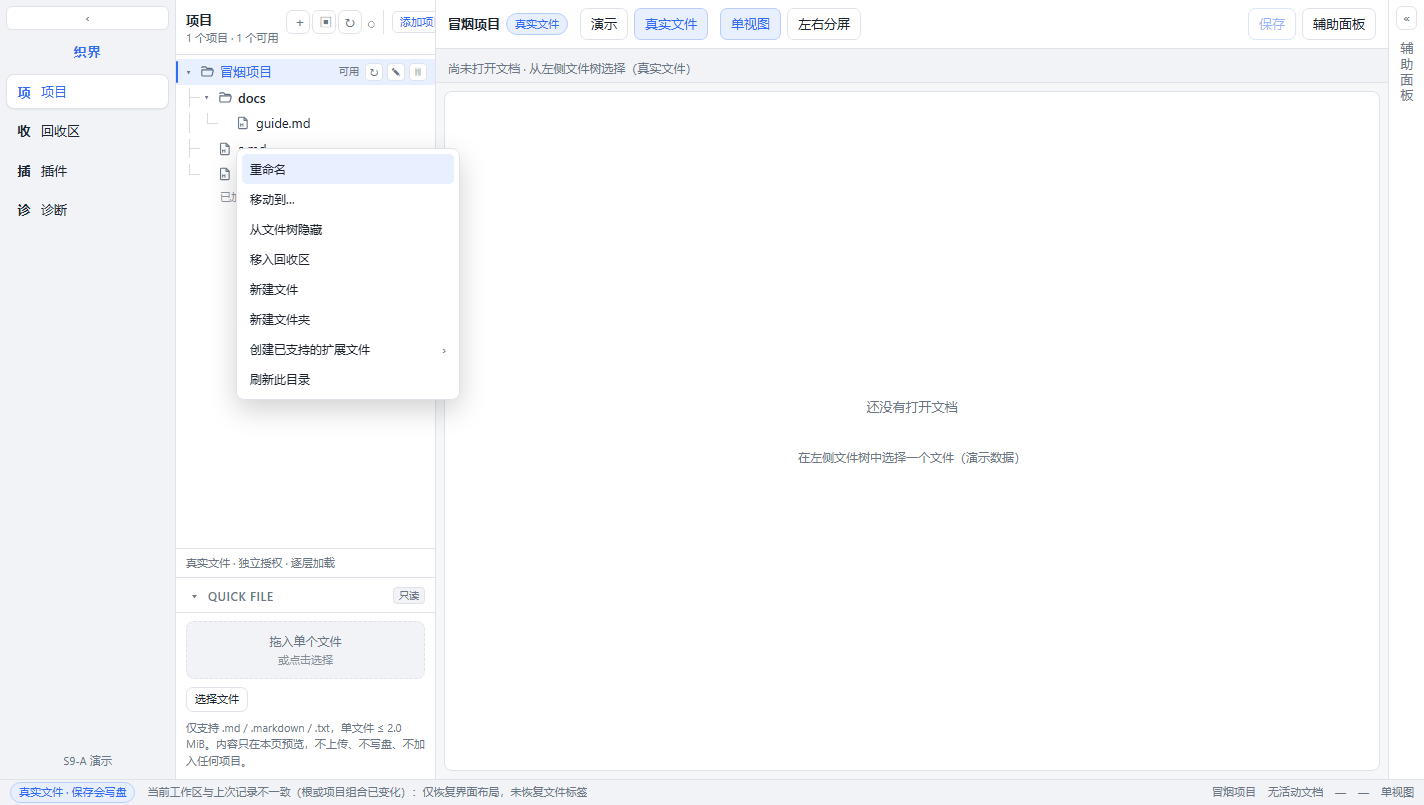 ‹
织界
项 项目
收 回收区
插 插件
诊 诊断
S9-A 演示
项目
1 个项目 · 1 个可用
+ ↻ ○ 添加项
冒烟项目 可用 ↻
docs
guide.md
重命名
移动到...
从文件树隐藏
移入回收区
新建文件
新建文件夹
创建已支持的扩展文件 ›
刷新此目录
真实文件 · 独立授权 · 逐层加载
QUICK FILE 只读
拖入单个文件
或点击选择
选择文件
仅支持 .md / .markdown / .txt，单文件 ≤ 2.0
MiB。内容只在本页预览，不上传、不写盘、不加
入任何项目。
冒烟项目 真实文件 演示 真实文件 单视图 左右分屏 保存 辅助面板
尚未打开文档 · 从左侧文件树选择（真实文件）
还没有打开文档
在左侧文件树中选择一个文件（演示数据）
«
辅助面板
真实文件 · 保存会写盘 当前工作区与上次记录不一致（根或项目组合已变化）：仅恢复界面布局，未恢复文件标签 冒烟项目 无活动文档 — — 单视图